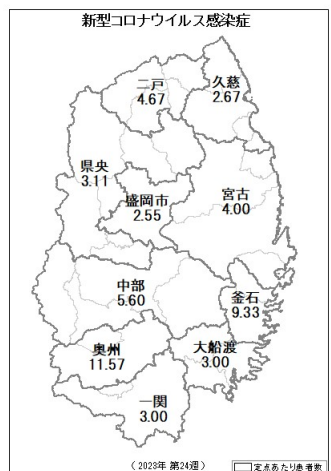 新型コロナウイルス感染症
二戸
4.67
久慈
2.67
県央
3.11
盛岡市
2.55
宮古
4.00
中部
5.60
釜石
9.33
奥州
11.57
大船渡
3.00
一関
3.00
(2023年 第24週)
定点あたり患者数